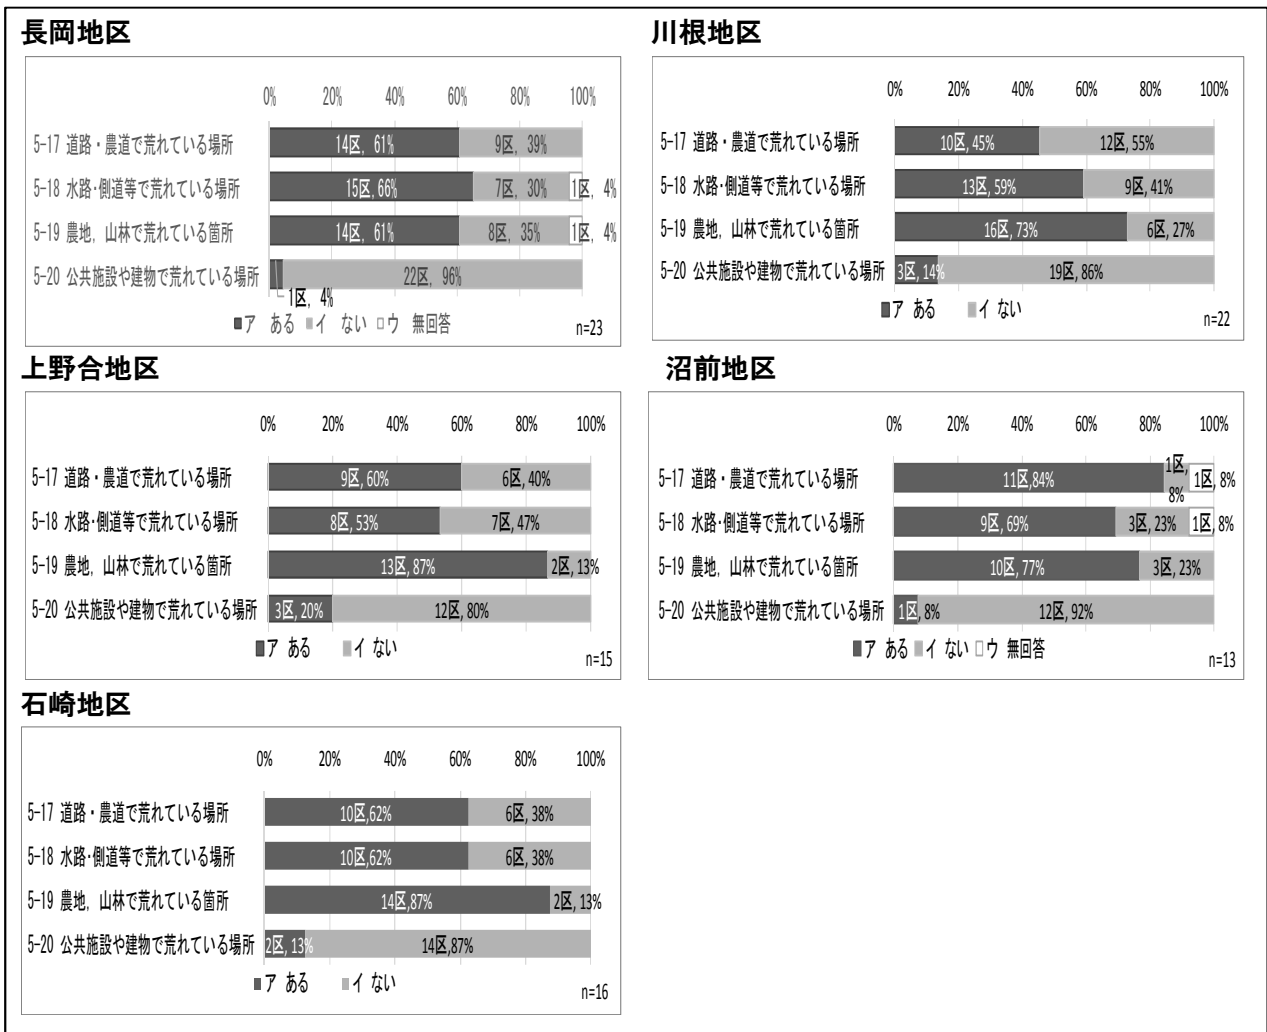 長岡地区
0% 20% 40% 60% 80% 100%
5-17 道路・農道で荒れている場所 14区, 61% 9区, 39%
5-18 水路・側道等で荒れている場所 15区, 66% 7区, 30% 1区, 4%
5-19 農地, 山林で荒れている箇所 14区, 61% 8区, 35% 1区, 4%
5-20 公共施設や建物で荒れている場所 22区, 96%
1区, 4%
■ア ある ■イ ない □ウ 無回答
n=23
川根地区
0% 20% 40% 60% 80% 100%
5-17 道路・農道で荒れている場所 10区, 45% 12区, 55%
5-18 水路・側道等で荒れている場所 13区, 59% 9区, 41%
5-19 農地, 山林で荒れている箇所 16区, 73% 6区, 27%
5-20 公共施設や建物で荒れている場所 3区, 14% 19区, 86%
■ア ある ■イ ない
n=22
上野合地区
0% 20% 40% 60% 80% 100%
5-17 道路・農道で荒れている場所 9区, 60% 6区, 40%
5-18 水路・側道等で荒れている場所 8区, 53% 7区, 47%
5-19 農地, 山林で荒れている箇所 13区, 87% 2区, 13%
5-20 公共施設や建物で荒れている場所 3区, 20% 12区, 80%
■ア ある ■イ ない
n=15
沼前地区
0% 20% 40% 60% 80% 100%
5-17 道路・農道で荒れている場所 11区,84% 1区, 8% 1区, 8%
5-18 水路・側道等で荒れている場所 9区, 69% 3区, 23% 1区, 8%
5-19 農地, 山林で荒れている箇所 10区, 77% 3区, 23%
5-20 公共施設や建物で荒れている場所 1区, 8% 12区, 92%
■ア ある ■イ ない □ウ 無回答
n=13
石崎地区
0% 20% 40% 60% 80% 100%
5-17 道路・農道で荒れている場所 10区,62% 6区, 38%
5-18 水路・側道等で荒れている場所 10区,62% 6区, 38%
5-19 農地, 山林で荒れている箇所 14区,87% 2区, 13%
5-20 公共施設や建物で荒れている場所 2区, 13% 14区,87%
■ア ある ■イ ない
n=16